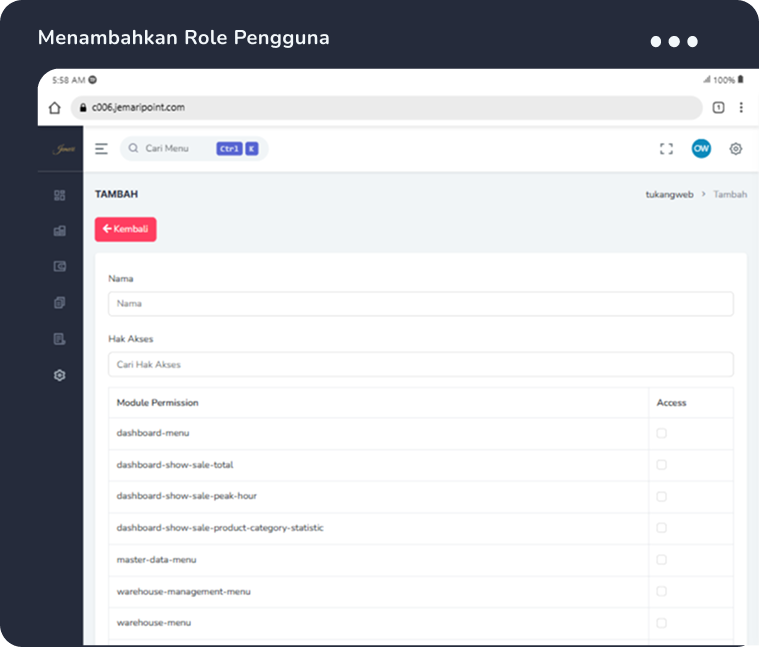 Menambahkan Role Pengguna
5:58 AM
100%
c006.jemaripoint.com
1
Cari Menu
Ctrl K
OW
TAMBAH
tukangweb > Tambah
Kembali
Nama
Nama
Hak Akses
Cari Hak Akses
Module Permission Access
dashboard-menu
dashboard-show-sale-total
dashboard-show-sale-peak-hour
dashboard-show-sale-product-category-statistic
master-data-menu
warehouse-management-menu
warehouse-menu